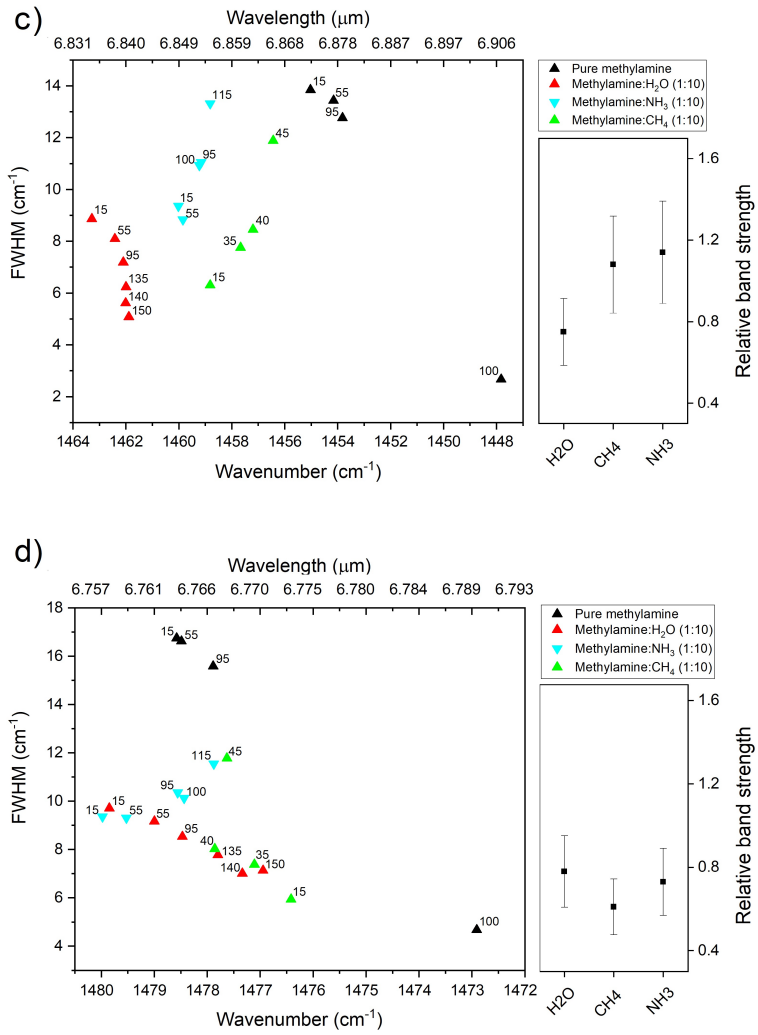 c)
Wavelength (μm)
6.831 6.840 6.849 6.859 6.868 6.878 6.887 6.897 6.906
14
12
10
8
6
4
2
FWHM (cm-1)
15
55
95
100
115
100 95
15
55
45
40
35
15
15
55
95
135
140
150
1464 1462 1460 1458 1456 1454 1452 1450 1448
Wavenumber (cm-1)
Pure methylamine
Methylamine:H2O (1:10)
Methylamine:NH3 (1:10)
Methylamine:CH4 (1:10)
1.6
1.2
0.8
0.4
Relative band strength
H2O CH4 NH3
d)
Wavelength (μm)
6.757 6.761 6.766 6.770 6.775 6.780 6.784 6.789 6.793
18
16
14
12
10
8
6
4
FWHM (cm-1)
15 55
95
115 45
95 100
15 15 55 55
95
40 135 35
140 150
15
100
1480 1479 1478 1477 1476 1475 1474 1473 1472
Wavenumber (cm-1)
Pure methylamine
Methylamine:H2O (1:10)
Methylamine:NH3 (1:10)
Methylamine:CH4 (1:10)
1.6
1.2
0.8
0.4
Relative band strength
H2O CH4 NH3